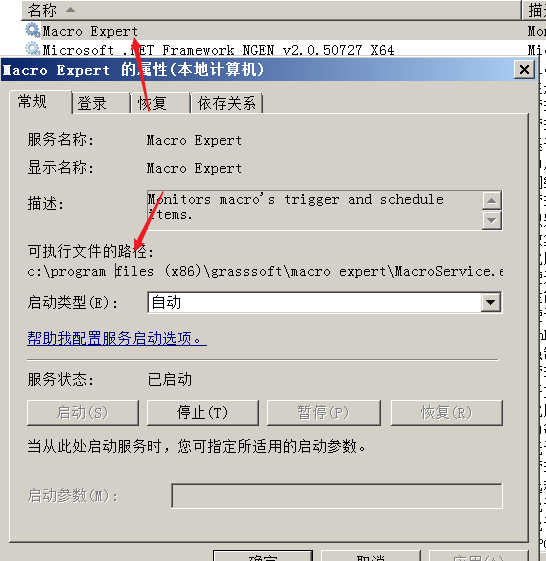 名称
描
Macro Expert
Mon
Microsoft .NET Framework NGEN v2.0.50727_X64
Mic
Macro Expert 的属性(本地计算机)
常规 登录 恢复 依存关系
服务名称: Macro Expert
显示名称: Macro Expert
描述: Monitors macro's trigger and schedule
items.
可执行文件的路径:
c:\program files (x86)\grasssoft\macro expert\MacroService.e
启动类型(E): 自动
帮助我配置服务启动选项。
服务状态: 已启动
启动(S) 停止(T) 暂停(P) 恢复(R)
当从此处启动服务时，您可指定所适用的启动参数。
启动参数(M):
确定 取消 应用(A)